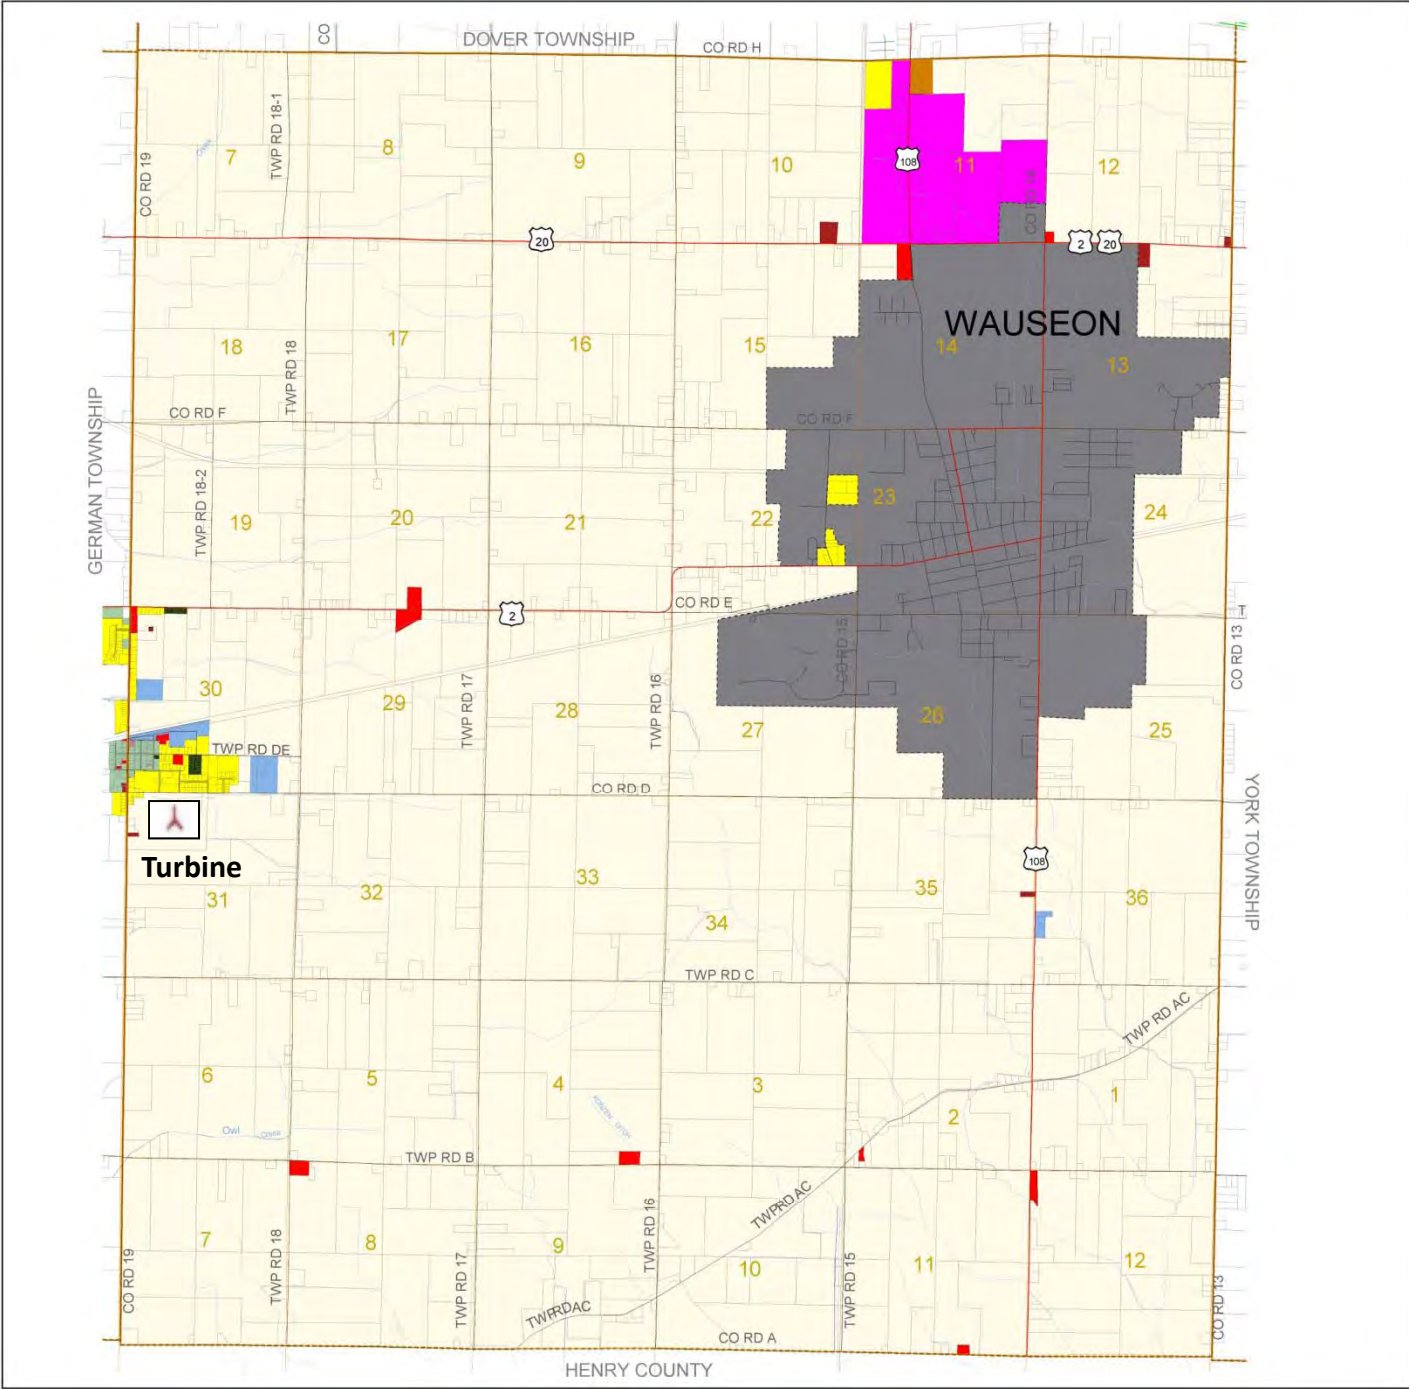 CO
DOVER TOWNSHIP
CO RD H
CO RD 19
7
TWP RD 18-1
8
9
10
108
11
12
CO RD 14
20
2
20
WAUSEON
18
TWP RD 18
17
16
15
14
13
GERMAN TOWNSHIP
CO RD F
CO RD F
TWP RD 18-2
19
20
21
22
23
24
2
CO RD E
T
CO RD 13
30
29
TWP RD 17
28
TWP RD 16
27
CO RD 15
26
25
TWP RD DE
CO RD D
YORK TOWNSHIP
Turbine
31
32
33
34
35
108
36
TWP RD C
TWP RD AC
6
5
4
3
2
1
Owl Creek
TWP RD B
TWP RD AC
CO RD 19
7
TWP RD 18
8
TWP RD 17
9
TWP RD 16
10
TWP RD 15
11
12
CO RD 13
TWP RD AC
CO RD A
HENRY COUNTY